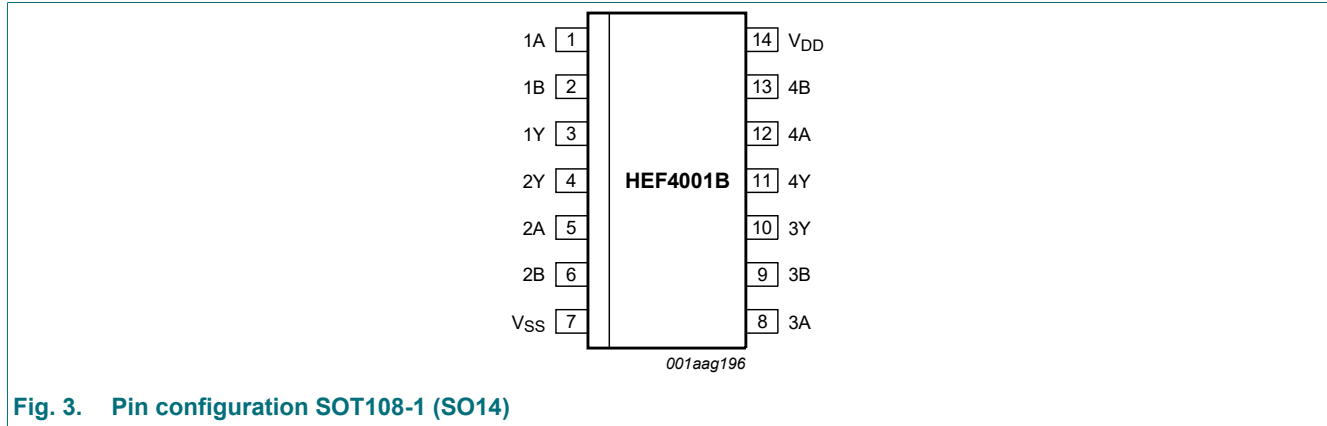 1A 1 14 VDD
1B 2 13 4B
1Y 3 12 4A
2Y 4 HEF4001B 11 4Y
2A 5 10 3Y
2B 6 9 3B
VSS 7 8 3A
001aag196
Fig. 3. Pin configuration SOT108-1 (SO14)